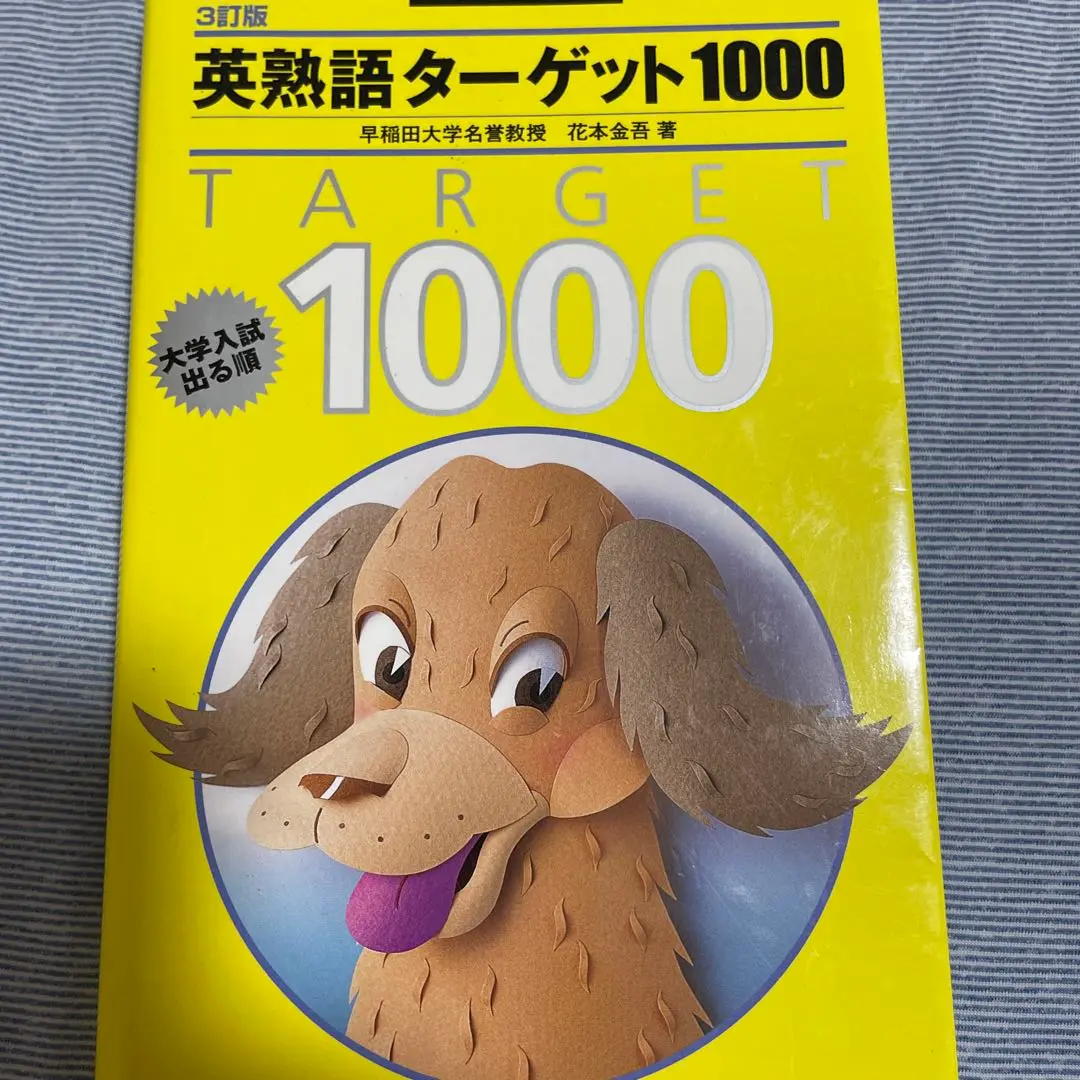 3訂版
英熟語ターゲット1000
早稲田大学名誉教授 花本金吾 著
TARGET
1000
大学入試
出る順